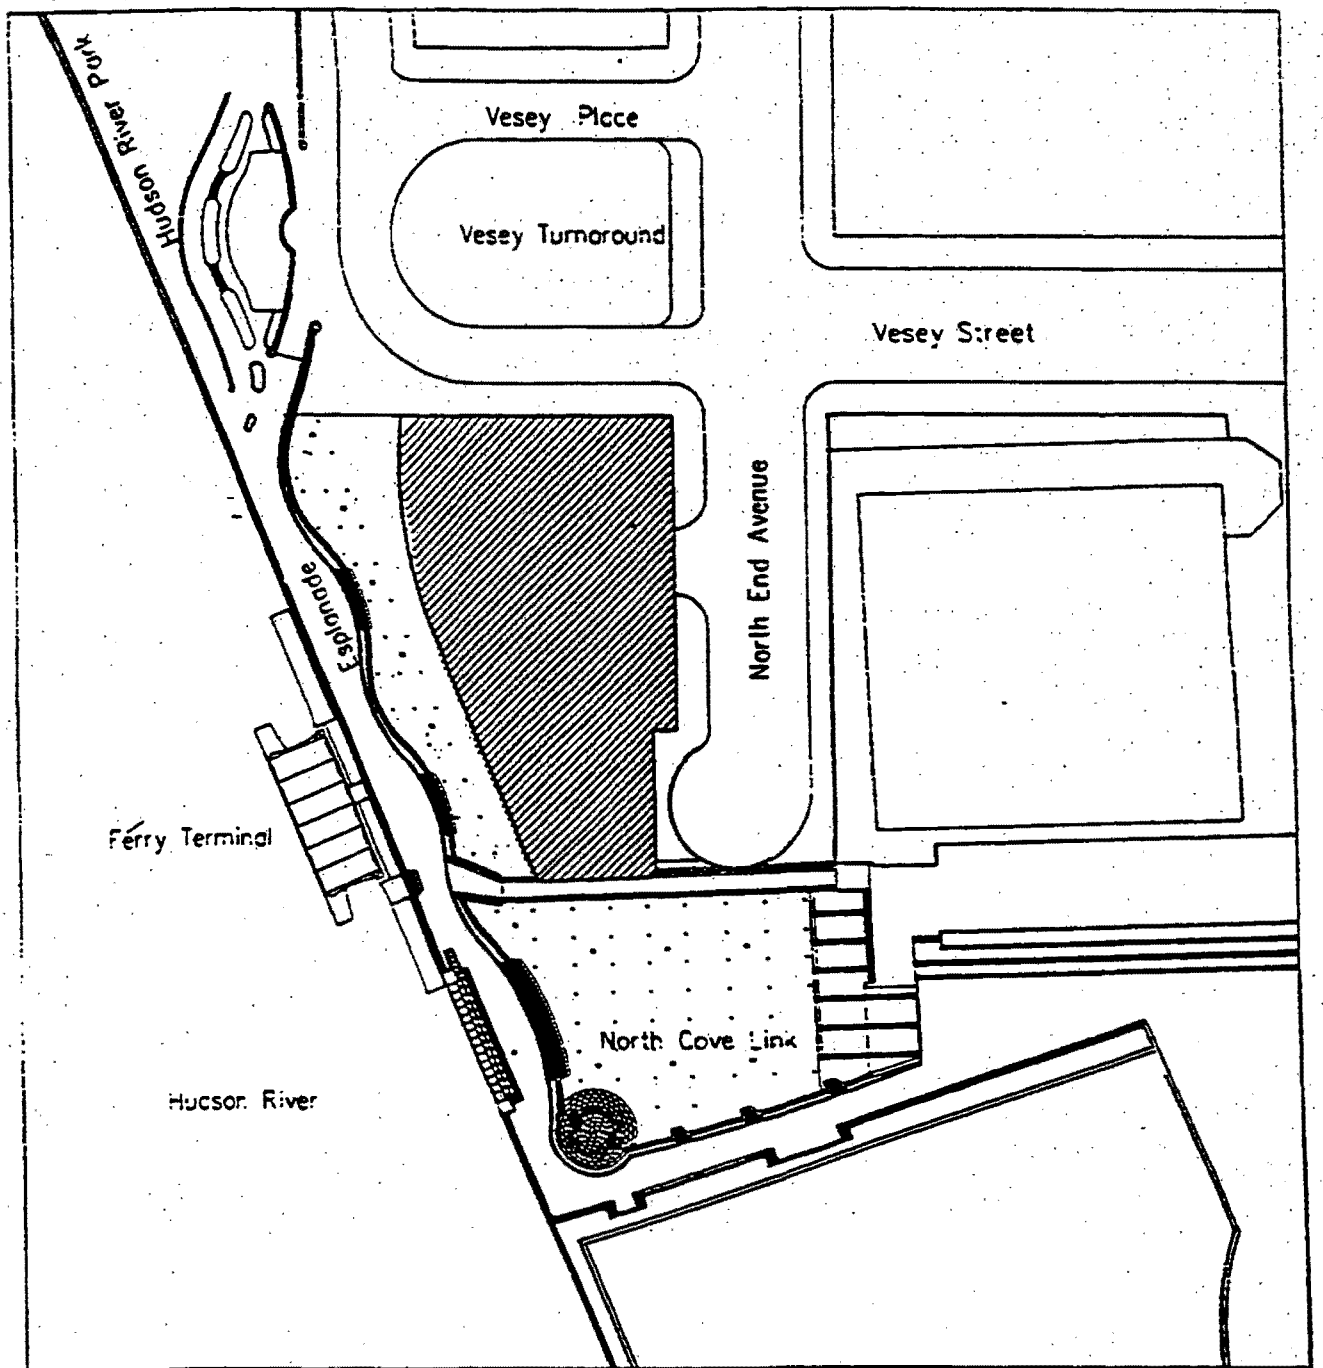 Hudson River Park
Vesey Place
Vesey Turnaround
Vesey Street
North End Avenue
Esplanade
Ferry Terminal
North Cove Link
Hudson River